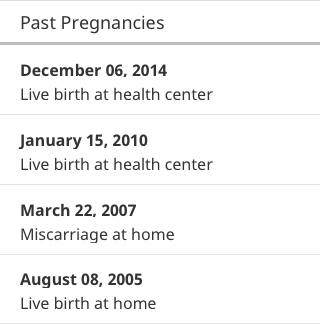 Past Pregnancies
December 06, 2014
Live birth at health center
January 15, 2010
Live birth at health center
March 22, 2007
Miscarriage at home
August 08, 2005
Live birth at home